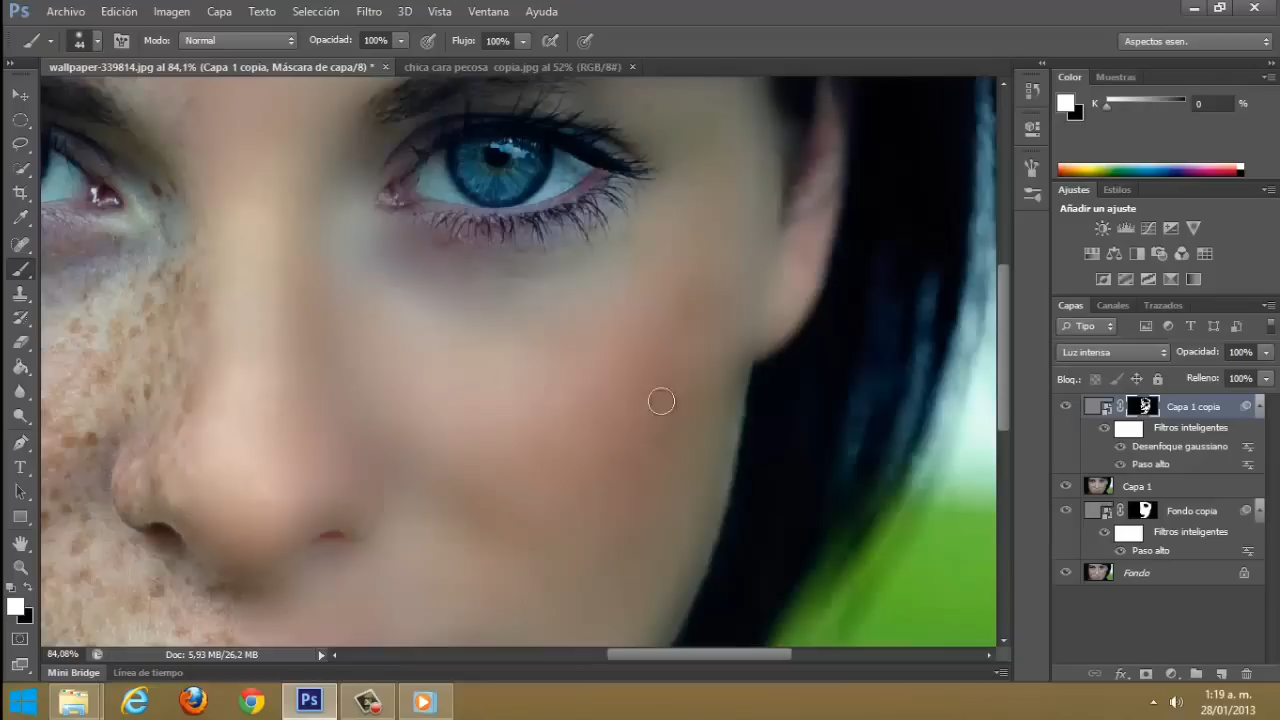 Ps Archivo Edición Imagen Capa Texto Selección Filtro 3D Vista Ventana Ayuda
44 Modo: Normal Opacidad: 100% Flujo: 100% Aspectos esen.
wallpaper-339814.jpg al 84,1% (Capa 1 copia, Máscara de capa/8) * × chica cara pecosa copia.jpg al 52% (RGB/8#) ×
Color Muestras
K 0 %
Ajustes Estilos
Añadir un ajuste
Capas Canales Trazados
Tipo
Luz intensa Opacidad: 100%
Bloq.: Relleno: 100%
Capa 1 copia
Filtros inteligentes
Desenfoque gaussiano
Paso alto
Capa 1
Fondo copia
Filtros inteligentes
Paso alto
Fondo
84,08% Doc: 5,93 MB/26,2 MB
Mini Bridge Línea de tiempo
Ps
1:19 a. m.
28/01/2013